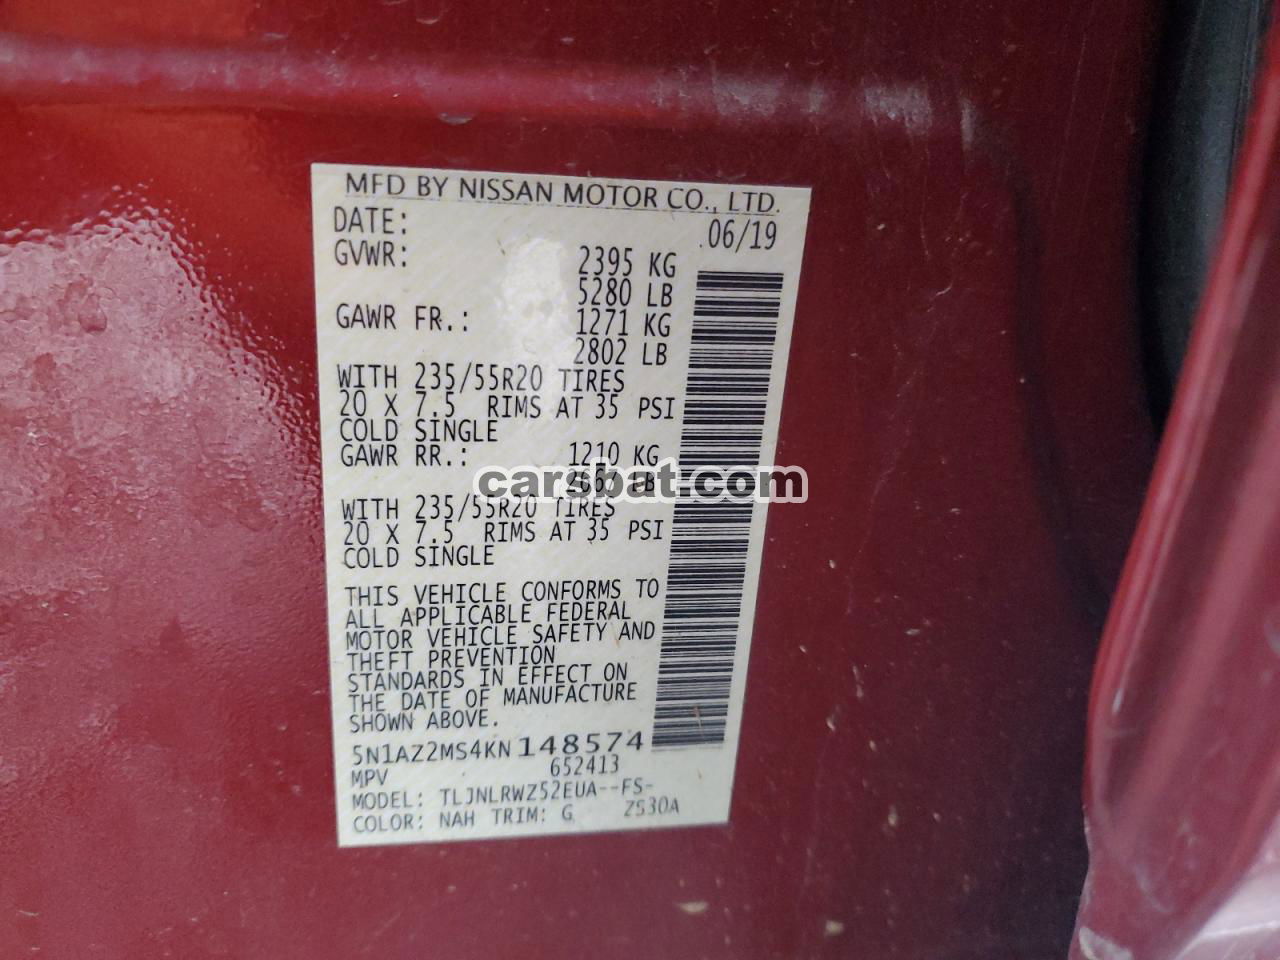 MFD BY NISSAN MOTOR CO., LTD.
DATE: 06/19
GVWR: 2395 KG
5280 LB
GAWR FR.: 1271 KG
2802 LB
WITH 235/55R20 TIRES
20 X 7.5 RIMS AT 35 PSI
COLD SINGLE
GAWR RR.: 1210 KG
LB
carsbat.com
WITH 235/55R20 TIRES
20 X 7.5 RIMS AT 35 PSI
COLD SINGLE
THIS VEHICLE CONFORMS TO
ALL APPLICABLE FEDERAL
MOTOR VEHICLE SAFETY AND
THEFT PREVENTION
STANDARDS IN EFFECT ON
THE DATE OF MANUFACTURE
SHOWN ABOVE.
5N1AZ2MS4KN148574
MPV 652413
MODEL: TLJNLRWZ52EUA--FS-
COLOR: NAH TRIM: G Z530A